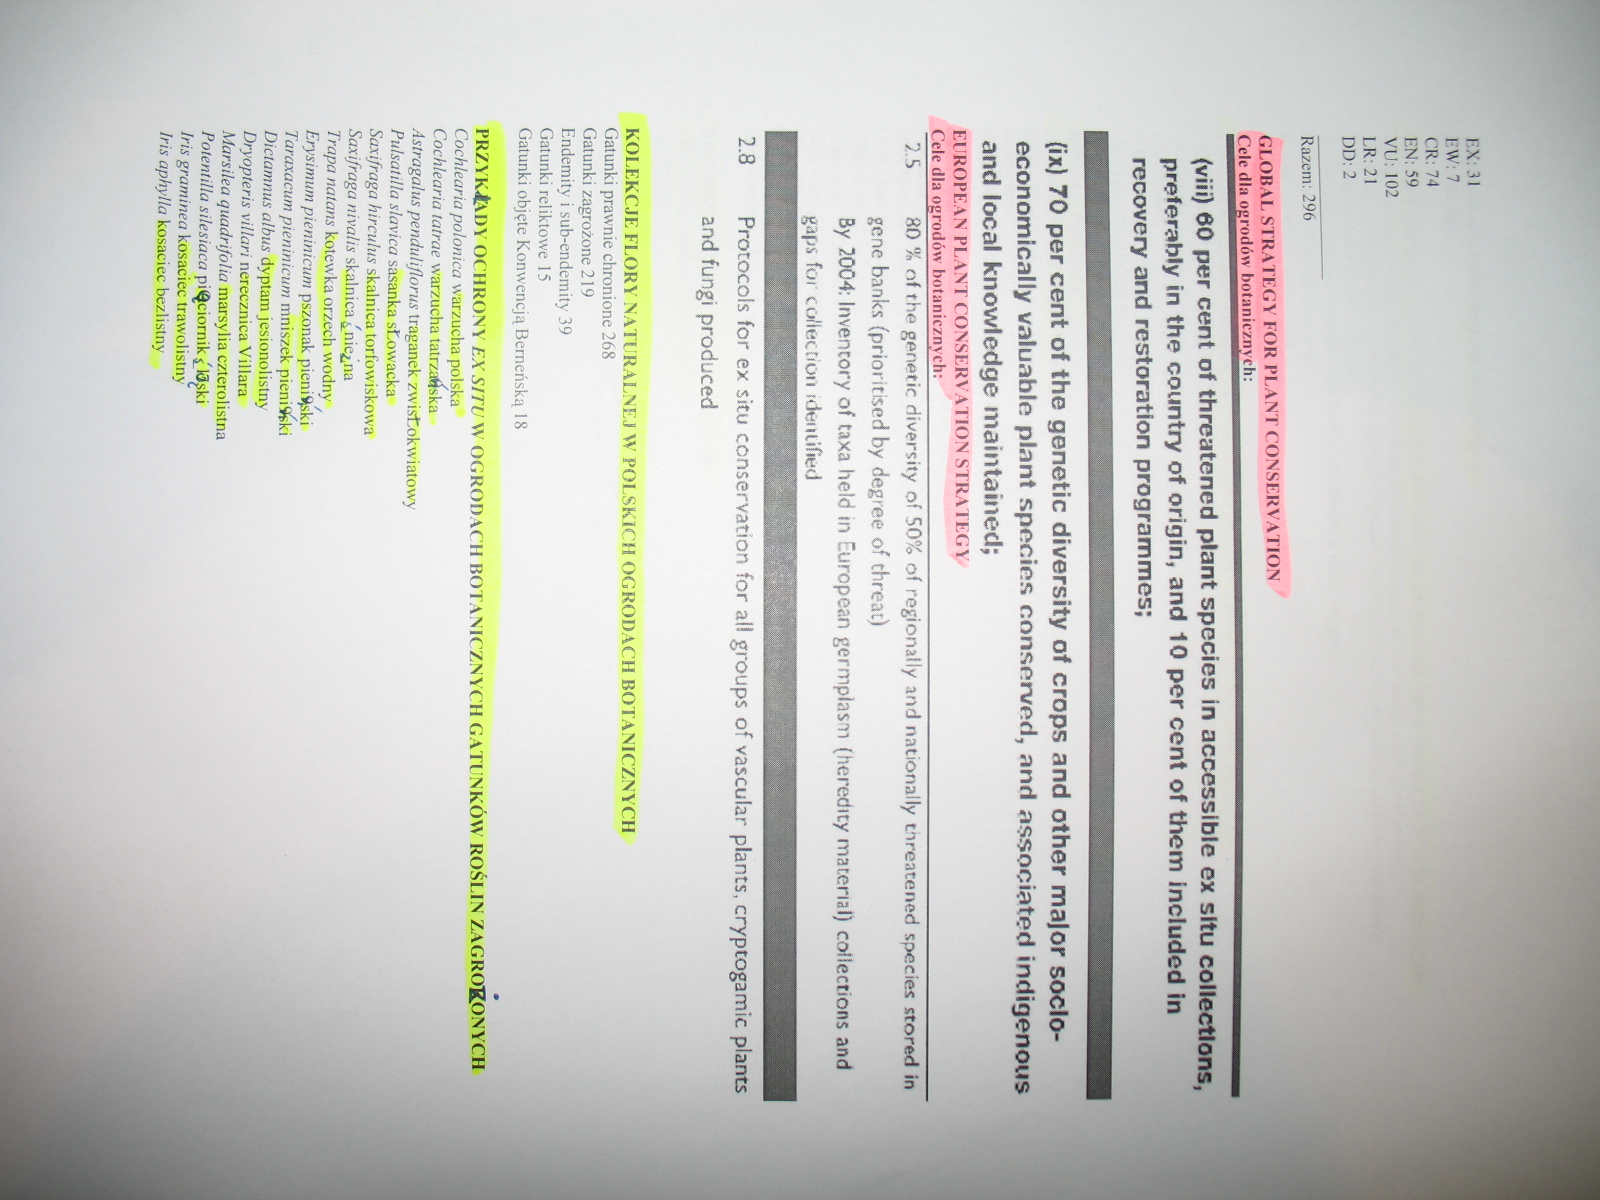 EX: 31
EW: 7
CR: 74
EN: 59
VU: 102
LR: 21
DD: 2
Razem: 296
GLOBAL STRATEGY FOR PLANT CONSERVATION
Cele dla ogrodów botanicznych:
(viii) 60 per cent of threatened plant species in accessible ex situ collections,
preferably in the country of origin, and 10 per cent of them included in
recovery and restoration programmes;
(ix) 70 per cent of the genetic diversity of crops and other major socio-
economically valuable plant species conserved, and associated indigenous
and local knowledge maintained;
EUROPEAN PLANT CONSERVATION STRATEGY
Cele dla ogrodów botanicznych:
2.5 80 % of the genetic diversity of 50% of regionally and nationally threatened species stored in
gene banks (prioritised by degree of threat)
By 2004: Inventory of taxa held in European germplasm (heredity material) collections and
gaps for collection identified
2.8 Protocols for ex situ conservation for all groups of vascular plants, cryptogamic plants
and fungi produced
KOLEKCJE FLORY NATURALNEJ W POLSKICH OGRODACH BOTANICZNYCH
Gatunki prawnie chronione 268
Gatunki zagrożone 219
Endemity i sub-endemity 39
Gatunki reliktowe 15
Gatunki objęte Konwencją Berneńską 18
PRZYKŁADY OCHRONY EX SITU W OGRODACH BOTANICZNYCH GATUNKÓW ROŚLIN ZAGROŻONYCH
Cochlearia polonica warzucha polska
Cochlearia tatrae warzucha tatrzańska
Astragalus penduliflorus traganek zwisŁokwiatowy
Pulsatilla slavica sasanka sŁowacka
Saxifraga hirculus skalnica torfowiskowa
Saxifraga nivalis skalnica śnieżna
Trapa natans kotewka orzech wodny
Erysimum pieninicum pszonak pieniński
Taraxacum pieninicum mniszek pieniński
Dictamnus albus dyptam jesionolistny
Dryopteris villari nerecznica Villara
Marsilea quadrifolia marsylia czterolistna
Potentilla silesiaca pięciornik śląski
Iris graminea kosaciec trawolistny
Iris aphylla kosaciec bezlistny